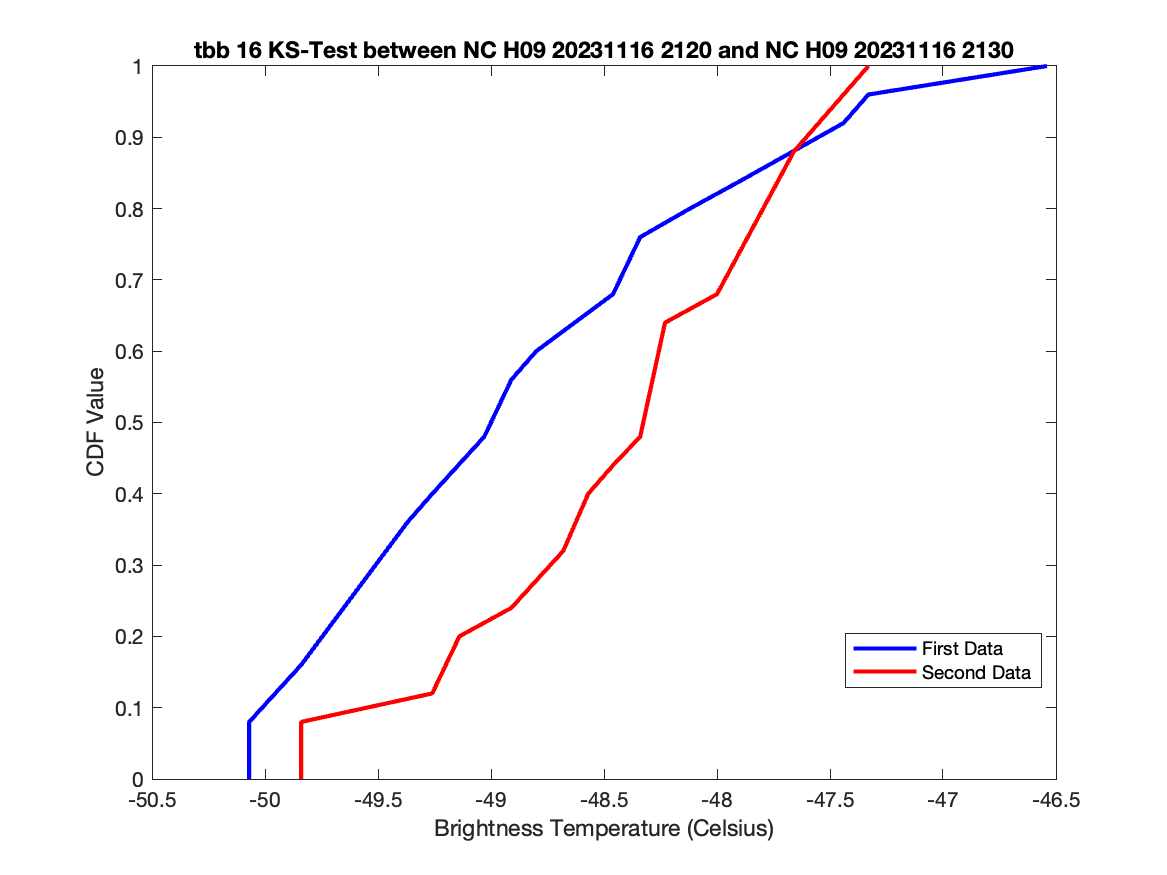 tbb 16 KS-Test between NC H09 20231116 2120 and NC H09 20231116 2130
1
0.9
0.8
0.7
0.6
0.5
0.4
0.3
0.2
0.1
0
CDF Value
First Data
Second Data
-50.5 -50 -49.5 -49 -48.5 -48 -47.5 -47 -46.5
Brightness Temperature (Celsius)